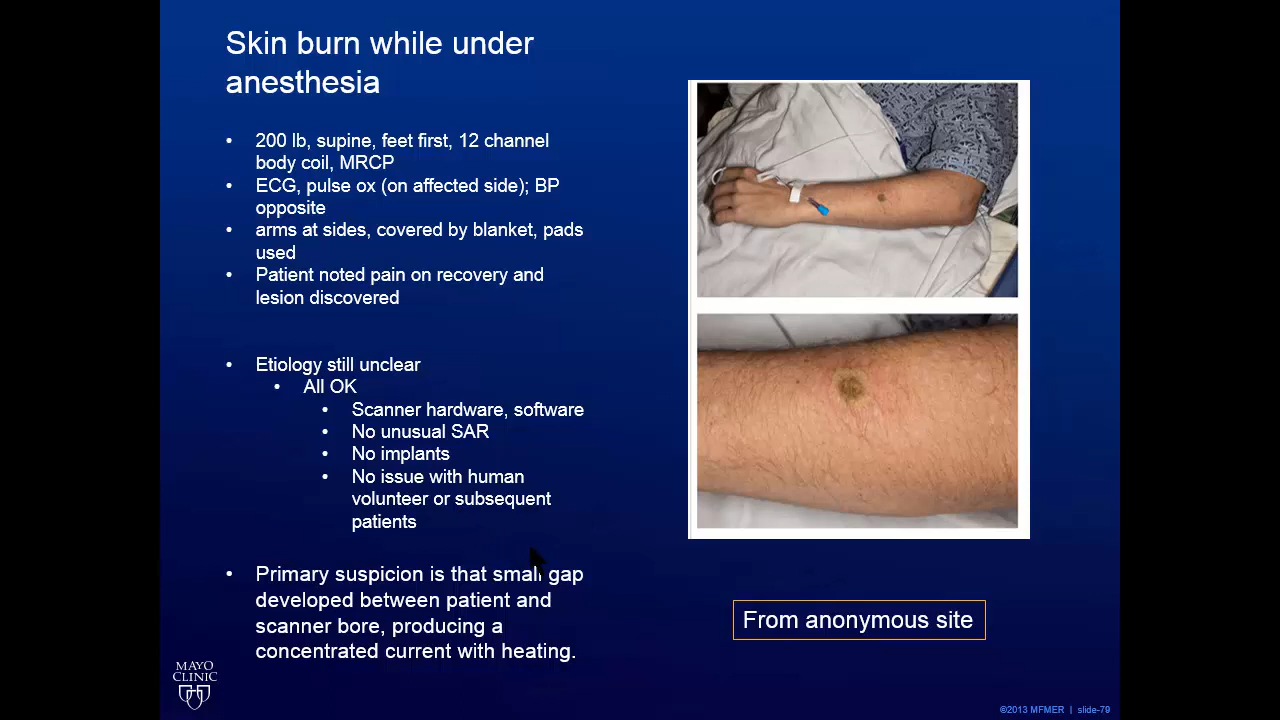 Skin burn while under
anesthesia
• 200 lb, supine, feet first, 12 channel
body coil, MRCP
• ECG, pulse ox (on affected side); BP
opposite
• arms at sides, covered by blanket, pads
used
• Patient noted pain on recovery and
lesion discovered
• Etiology still unclear
• All OK
• Scanner hardware, software
• No unusual SAR
• No implants
• No issue with human
volunteer or subsequent
patients
• Primary suspicion is that small gap
developed between patient and
scanner bore, producing a
concentrated current with heating.
From anonymous site
MAYO
CLINIC
©2013 MFMER | slide-79